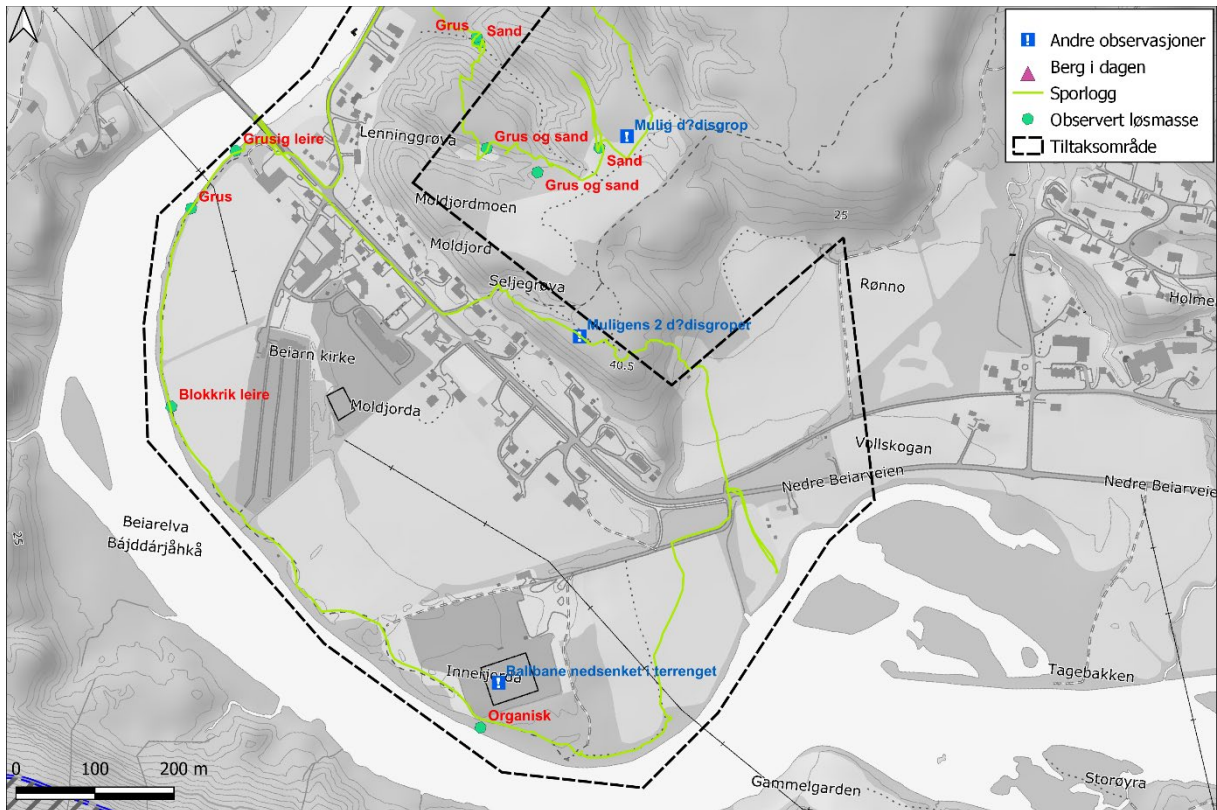 Andre observasjoner
Berg i dagen
Sporlogg
Observert løsmasse
Tiltaksområde
Grus
Sand
Lenninggrøva
Grus og sand
Mulig d?disgrop
Grusig leire
Sand
Grus og sand
Moldjordmoen
Grus
25
Moldjord
Seljegrøva
Rønno
Holme
Muligens 2 d?disgroper
Beiarn kirke
40.5
Blokkrik leire
Moldjorda
Vollskogan
Nedre Beiarveien
Nedre Beiarveie
Beiarelva
Bájddárjåhkå
25
Innerjorda
Ballbane nedsenket i terrenget
Tagebakken
Organisk
0 100 200 m
Gammelgarden
Storøyra